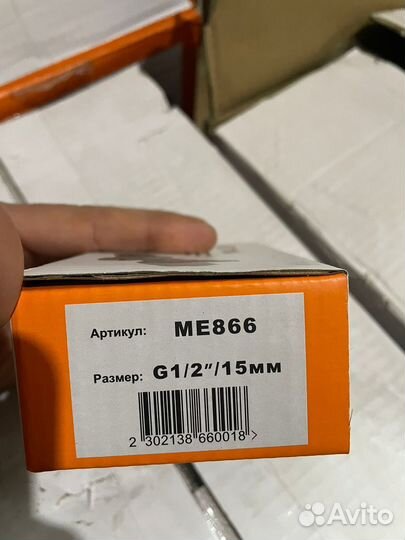 Артикул: ME866
Размер: G1/2"/15мм
2 302138 660018 >
Avito